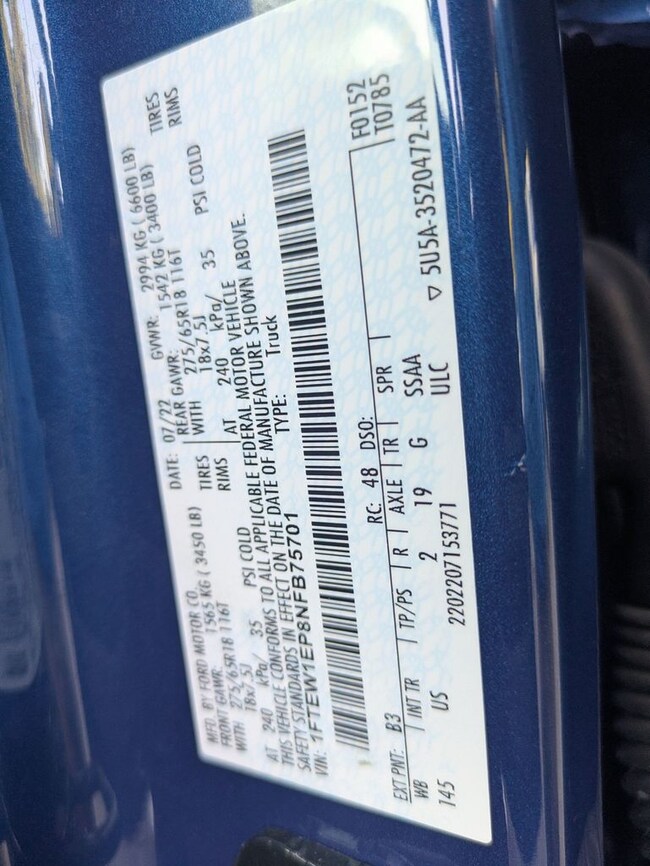 MFD. BY FORD MOTOR CO. DATE: 07/22 GVWR: 2994 KG ( 6600 LB)
FRONT GAWR: 1565 KG ( 3450 LB) REAR GAWR: 1542 KG ( 3400 LB)
WITH 275/65R18 116T TIRES WITH 275/65R18 116T TIRES
18x7.5J RIMS 18x7.5J RIMS
AT 240 kPa/ 35 PSI COLD AT 240 kPa/ 35 PSI COLD
THIS VEHICLE CONFORMS TO ALL APPLICABLE FEDERAL MOTOR VEHICLE
SAFETY STANDARDS IN EFFECT ON THE DATE OF MANUFACTURE SHOWN ABOVE.
VIN: 1FTEW1EP8NFB75701 TYPE: Truck
F0152
EXT PNT: B3 RC: 48 DSO: T0785
WB INT TR TP/PS R AXLE TR SPR
145 US 2 19 G SSAA
2202207153771 ULC ▽ 5U5A-3520472-AA